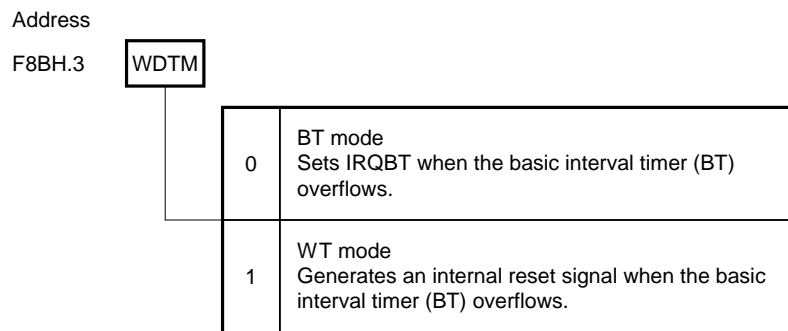 Address
F8BH.3 WDTM
0
BT mode
Sets IRQBT when the basic interval timer (BT)
overflows.
1
WT mode
Generates an internal reset signal when the basic
interval timer (BT) overflows.